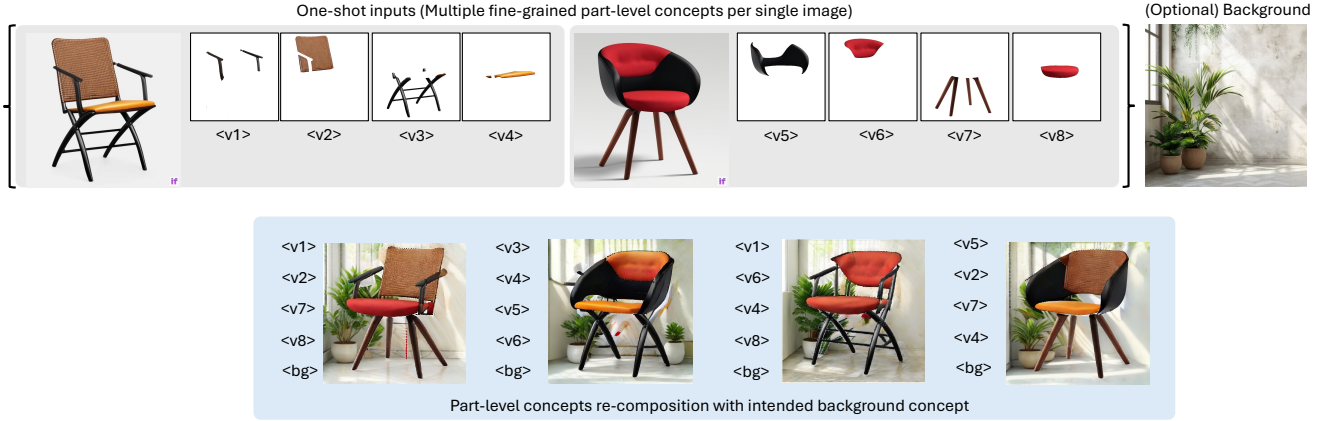 One-shot inputs (Multiple fine-grained part-level concepts per single image)
(Optional) Background
<v1> <v2> <v3> <v4> <v5> <v6> <v7> <v8>
if
if
<v1>
<v2>
<v7>
<v8>
<bg>
<v3>
<v4>
<v5>
<v6>
<bg>
<v1>
<v6>
<v4>
<v8>
<bg>
<v5>
<v2>
<v7>
<v4>
<bg>
Part-level concepts re-composition with intended background concept